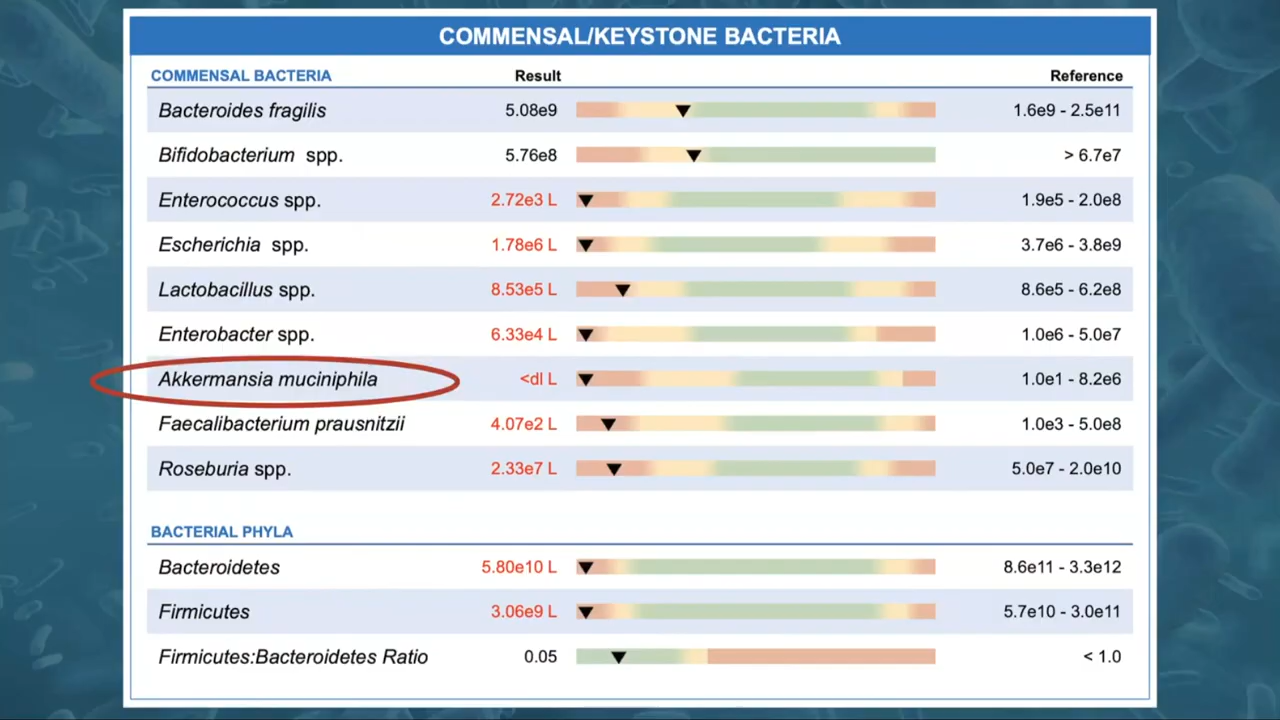 COMMENSAL/KEYSTONE BACTERIA
COMMENSAL BACTERIA Result Reference
Bacteroides fragilis 5.08e9 1.6e9 - 2.5e11
Bifidobacterium spp. 5.76e8 > 6.7e7
Enterococcus spp. 2.72e3 L 1.9e5 - 2.0e8
Escherichia spp. 1.78e6 L 3.7e6 - 3.8e9
Lactobacillus spp. 8.53e5 L 8.6e5 - 6.2e8
Enterobacter spp. 6.33e4 L 1.0e6 - 5.0e7
Akkermansia muciniphila <dl L 1.0e1 - 8.2e6
Faecalibacterium prausnitzii 4.07e2 L 1.0e3 - 5.0e8
Roseburia spp. 2.33e7 L 5.0e7 - 2.0e10
BACTERIAL PHYLA
Bacteroidetes 5.80e10 L 8.6e11 - 3.3e12
Firmicutes 3.06e9 L 5.7e10 - 3.0e11
Firmicutes:Bacteroidetes Ratio 0.05 < 1.0